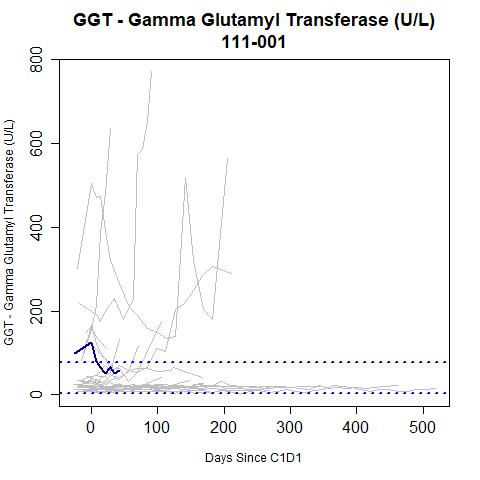 GGT - Gamma Glutamyl Transferase (U/L)
111-001
GGT - Gamma Glutamyl Transferase (U/L)
800
600
400
200
0
0 100 200 300 400 500
Days Since C1D1